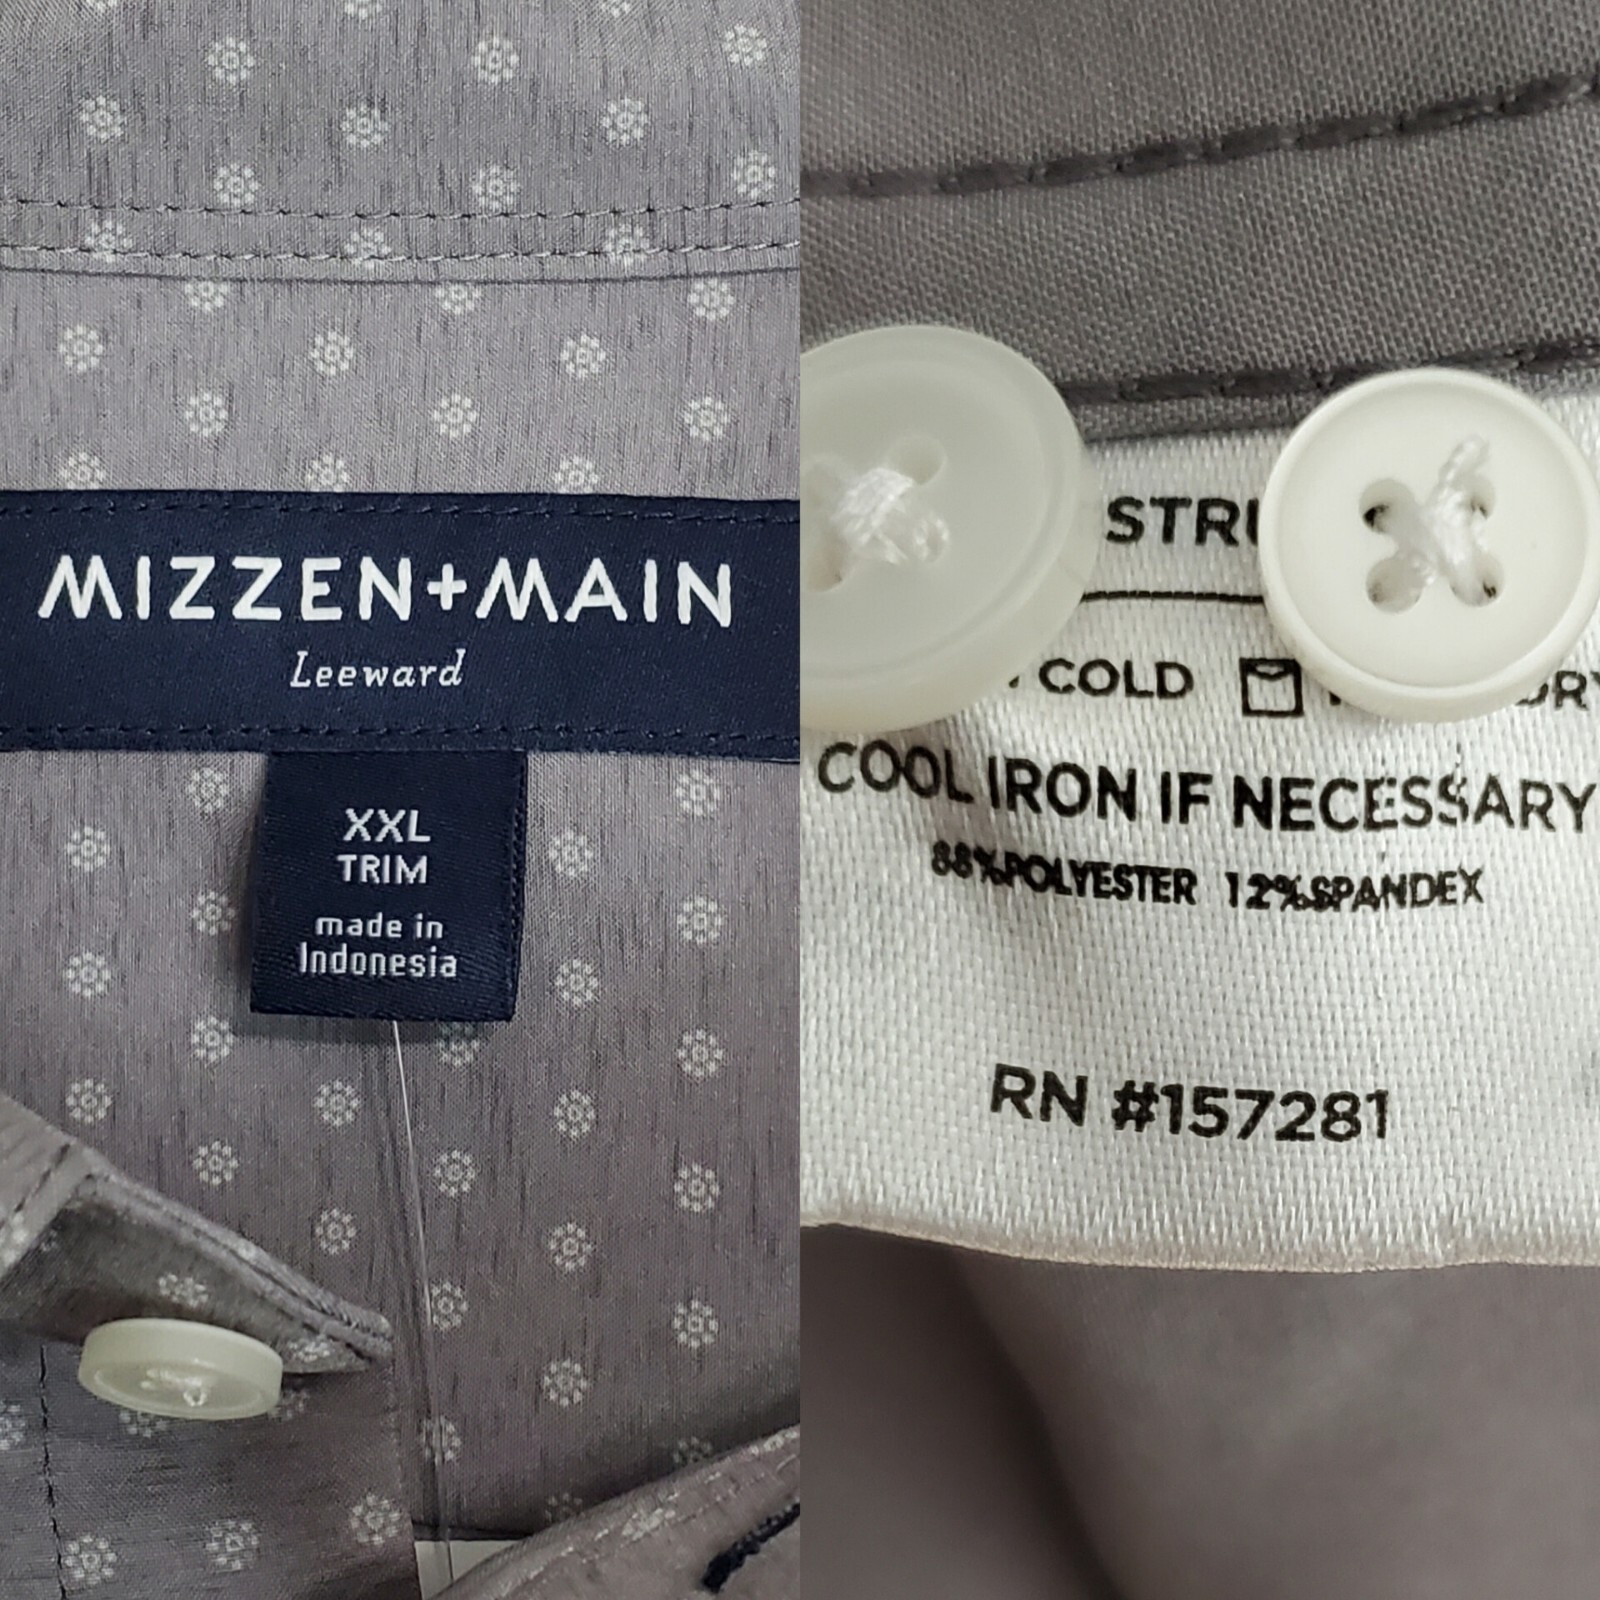 MIZZEN+MAIN
Leeward
XXL
TRIM
made in
Indonesia
COLD
COOL IRON IF NECESSARY
88%POLYESTER 12%SPANDEX
RN #157281